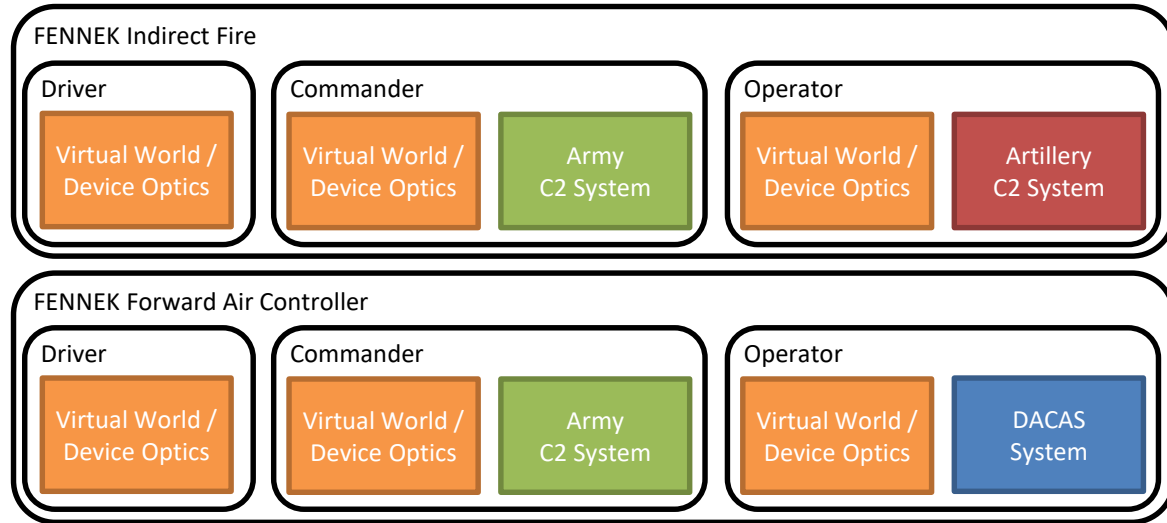 FENNEK Indirect Fire
Driver
Virtual World /
Device Optics
Commander
Virtual World /
Device Optics
Army
C2 System
Operator
Virtual World /
Device Optics
Artillery
C2 System
FENNEK Forward Air Controller
Driver
Virtual World /
Device Optics
Commander
Virtual World /
Device Optics
Army
C2 System
Operator
Virtual World /
Device Optics
DACAS
System